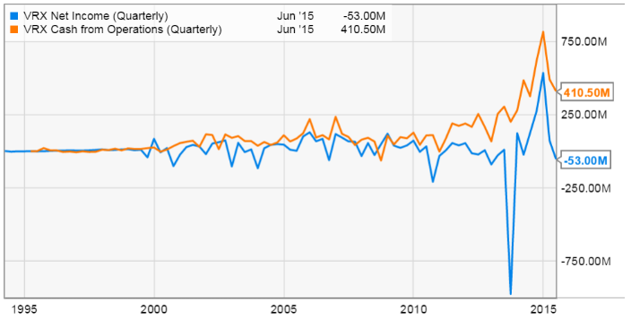 VRX Net Income (Quarterly) Jun '15 -53.00M
VRX Cash from Operations (Quarterly) Jun '15 410.50M
750.00M
410.50M
250.00M
-53.00M
-250.00M
-750.00M
1995 2000 2005 2010 2015